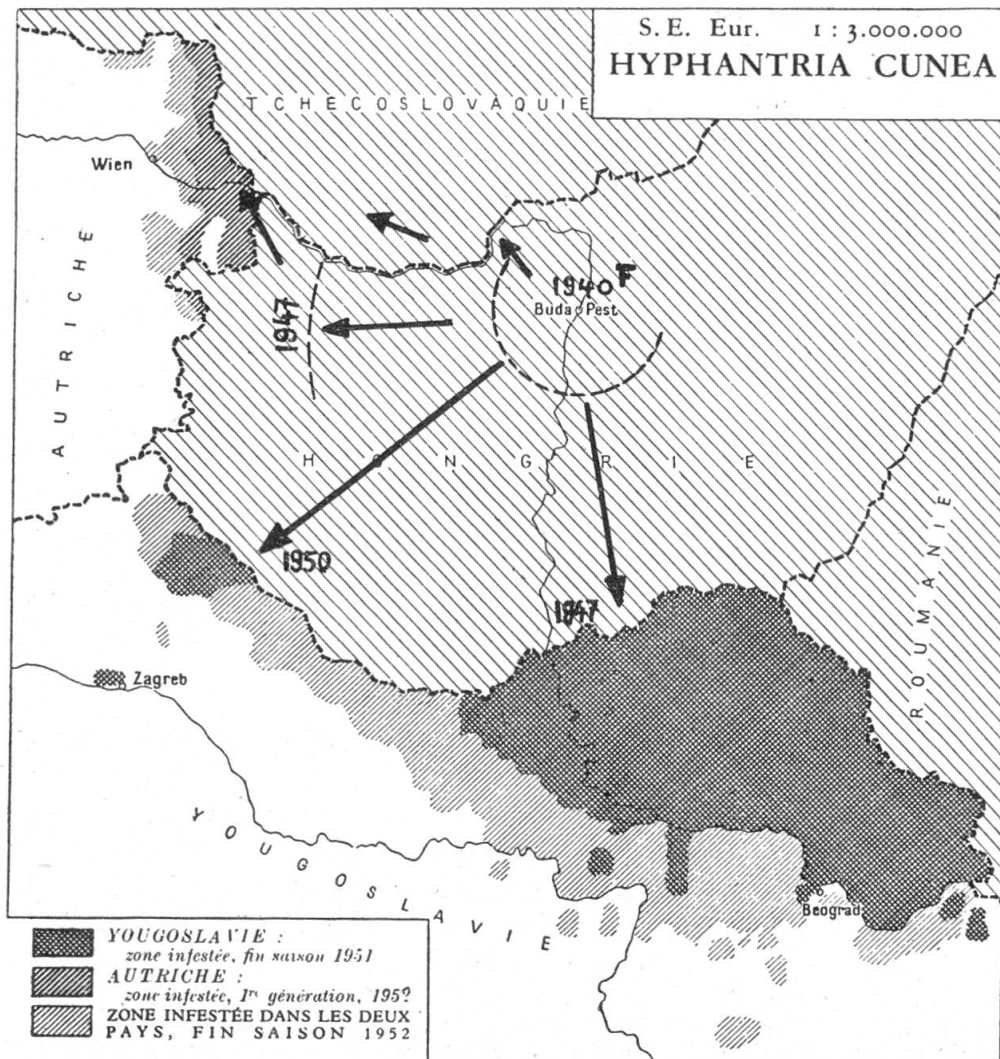 S. E. Eur. 1 : 3.000.000
HYPHANTRIA CUNEA
TCHECOSLOVAQUIE
Wien
AUTRICHE
1940 F
Buda Pest
1947
HONGRIE
1950
1947
ROUMANIE
Zagreb
YOUGOSLAVIE
Beograd
YOUGOSLAVIE :
zone infestée, fin saison 1951
AUTRICHE :
zone infestée, 1re génération, 195?
ZONE INFESTÉE DANS LES DEUX
PAYS, FIN SAISON 1952